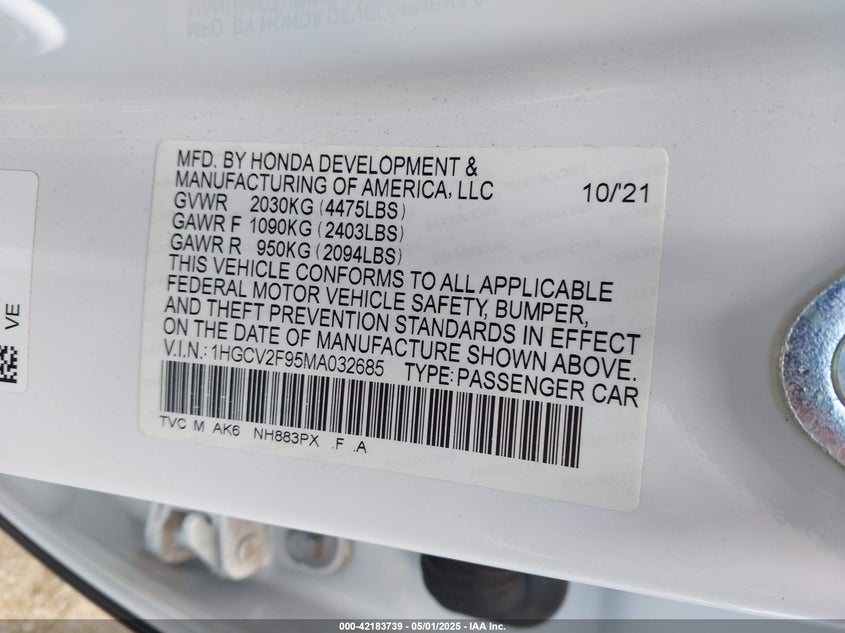 MFD. BY HONDA DEVELOPMENT &
MANUFACTURING OF AMERICA, LLC 10/'21
GVWR 2030KG (4475LBS)
GAWR F 1090KG (2403LBS)
GAWR R 950KG (2094LBS)
THIS VEHICLE CONFORMS TO ALL APPLICABLE
FEDERAL MOTOR VEHICLE SAFETY, BUMPER,
AND THEFT PREVENTION STANDARDS IN EFFECT
ON THE DATE OF MANUFACTURE SHOWN ABOVE.
V.I.N.: 1HGCV2F95MA032685 TYPE: PASSENGER CAR
TVC M AK6 NH883PX .F .A
VE
000-42183739 - 05/01/2025 - IAA Inc.